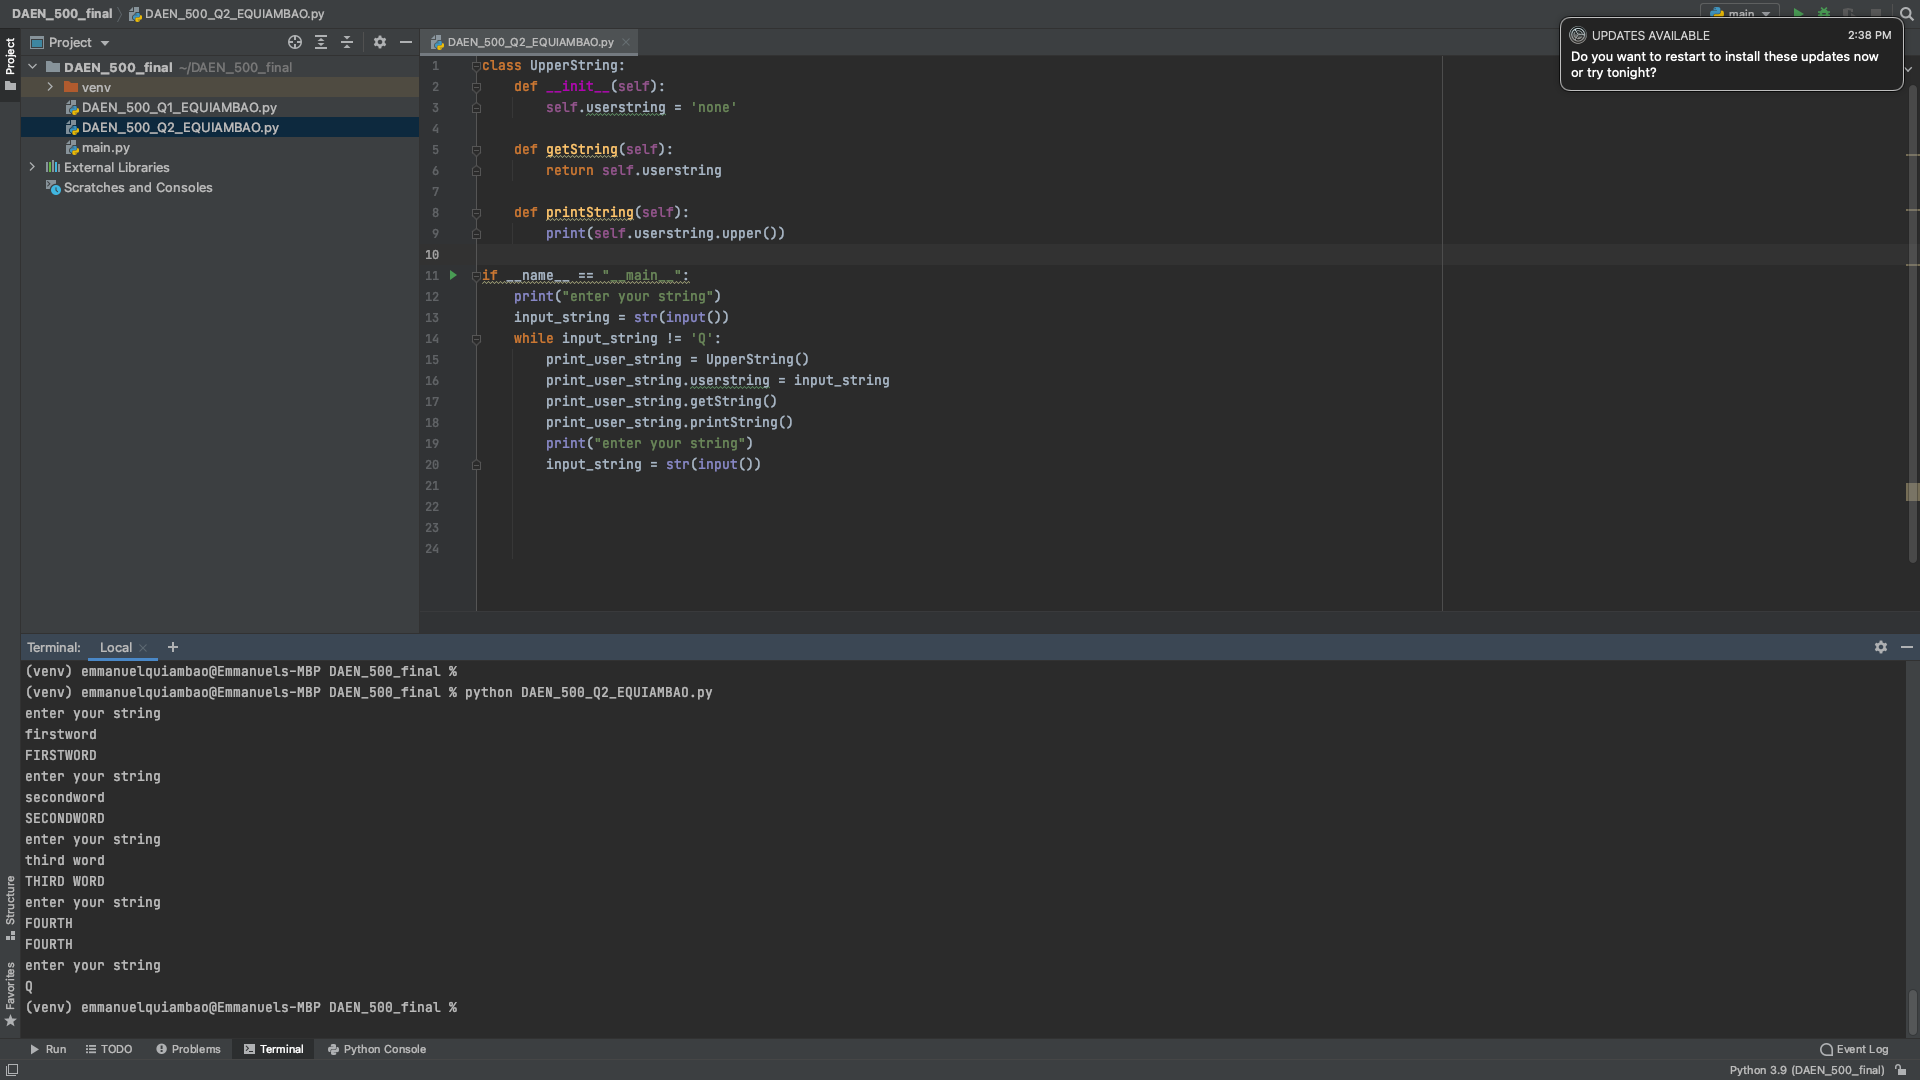 DAEN_500_final
DAEN_500_Q2_EQUIAMBAO.py
main
UPDATES AVAILABLE
2:38 PM
Do you want to restart to install these updates now
or try tonight?
Project
Project
DAEN_500_final ~/DAEN_500_final
venv
DAEN_500_Q1_EQUIAMBAO.py
DAEN_500_Q2_EQUIAMBAO.py
main.py
External Libraries
Scratches and Consoles
DAEN_500_Q2_EQUIAMBAO.py
1 class UpperString:
2     def __init__(self):
3         self.userstring = 'none'
4
5     def getString(self):
6         return self.userstring
7
8     def printString(self):
9         print(self.userstring.upper())
10
11 if __name__ == "__main__":
12     print("enter your string")
13     input_string = str(input())
14     while input_string != 'Q':
15         print_user_string = UpperString()
16         print_user_string.userstring = input_string
17         print_user_string.getString()
18         print_user_string.printString()
19         print("enter your string")
20         input_string = str(input())
21
22
23
24
Terminal: Local
(venv) emmanuelquiambao@Emmanuels-MBP DAEN_500_final %
(venv) emmanuelquiambao@Emmanuels-MBP DAEN_500_final % python DAEN_500_Q2_EQUIAMBAO.py
enter your string
firstword
FIRSTWORD
enter your string
secondword
SECONDWORD
enter your string
third word
THIRD WORD
enter your string
FOURTH
FOURTH
enter your string
Q
(venv) emmanuelquiambao@Emmanuels-MBP DAEN_500_final %
Structure
Favorites
Run TODO Problems Terminal Python Console
Event Log
Python 3.9 (DAEN_500_final)